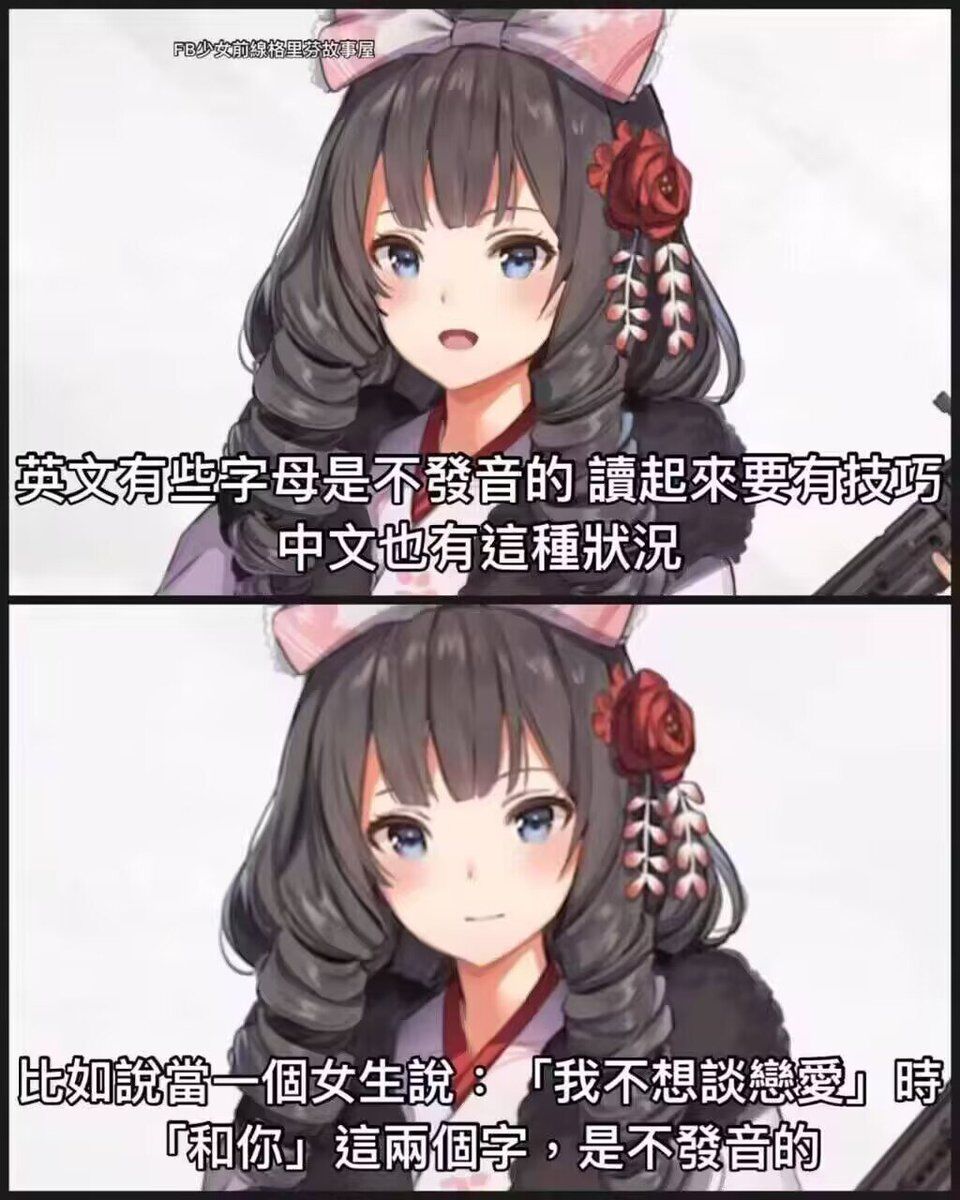 FB少女前線格里芬故事屋
英文有些字母是不發音的 讀起來要有技巧
中文也有這種狀況
比如說當一個女生說：「我不想談戀愛」時
「和你」這兩個字，是不發音的